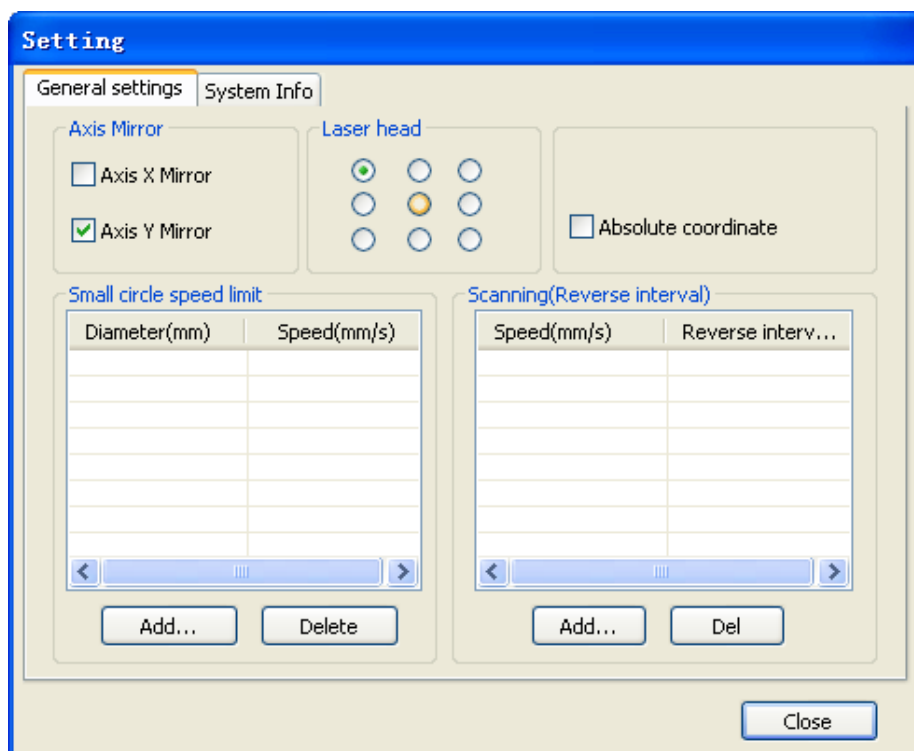 Setting
General settings
System Info
Axis Mirror
Axis X Mirror
Axis Y Mirror
Laser head
Absolute coordinate
Small circle speed limit
Diameter(mm)
Speed(mm/s)
Add...
Delete
Scanning(Reverse interval)
Speed(mm/s)
Reverse interv...
Add...
Del
Close